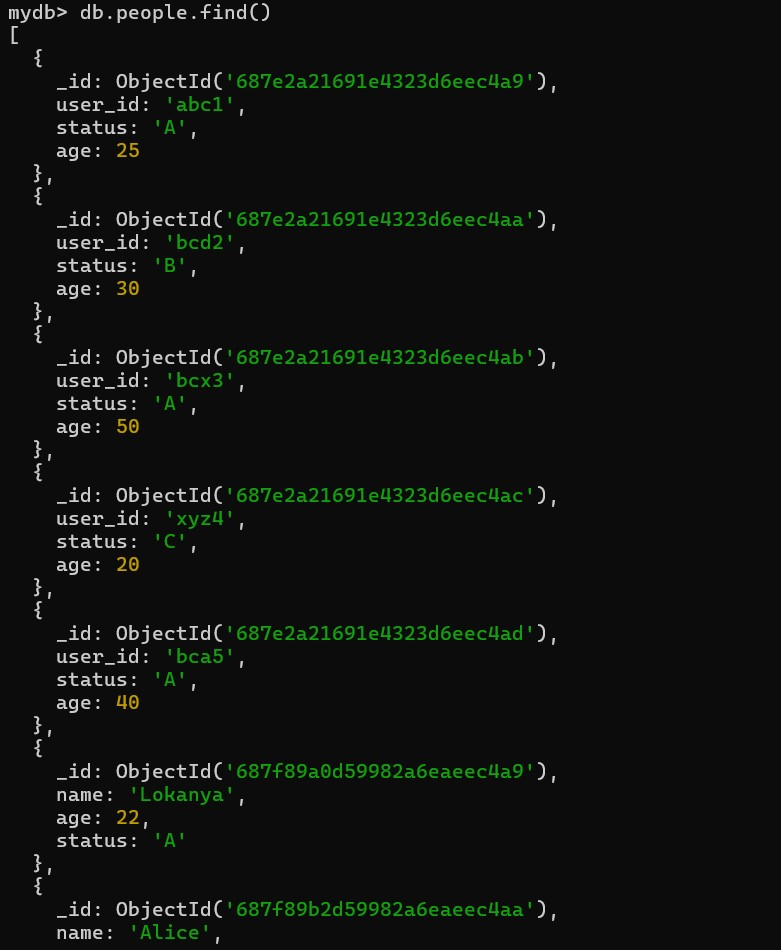 mydb> db.people.find()
[
  {
    _id: ObjectId('687e2a21691e4323d6eec4a9'),
    user_id: 'abc1',
    status: 'A',
    age: 25
  },
  {
    _id: ObjectId('687e2a21691e4323d6eec4aa'),
    user_id: 'bcd2',
    status: 'B',
    age: 30
  },
  {
    _id: ObjectId('687e2a21691e4323d6eec4ab'),
    user_id: 'bcx3',
    status: 'A',
    age: 50
  },
  {
    _id: ObjectId('687e2a21691e4323d6eec4ac'),
    user_id: 'xyz4',
    status: 'C',
    age: 20
  },
  {
    _id: ObjectId('687e2a21691e4323d6eec4ad'),
    user_id: 'bca5',
    status: 'A',
    age: 40
  },
  {
    _id: ObjectId('687f89a0d59982a6eaeec4a9'),
    name: 'Lokanya',
    age: 22,
    status: 'A'
  },
  {
    _id: ObjectId('687f89b2d59982a6eaeec4aa'),
    name: 'Alice',